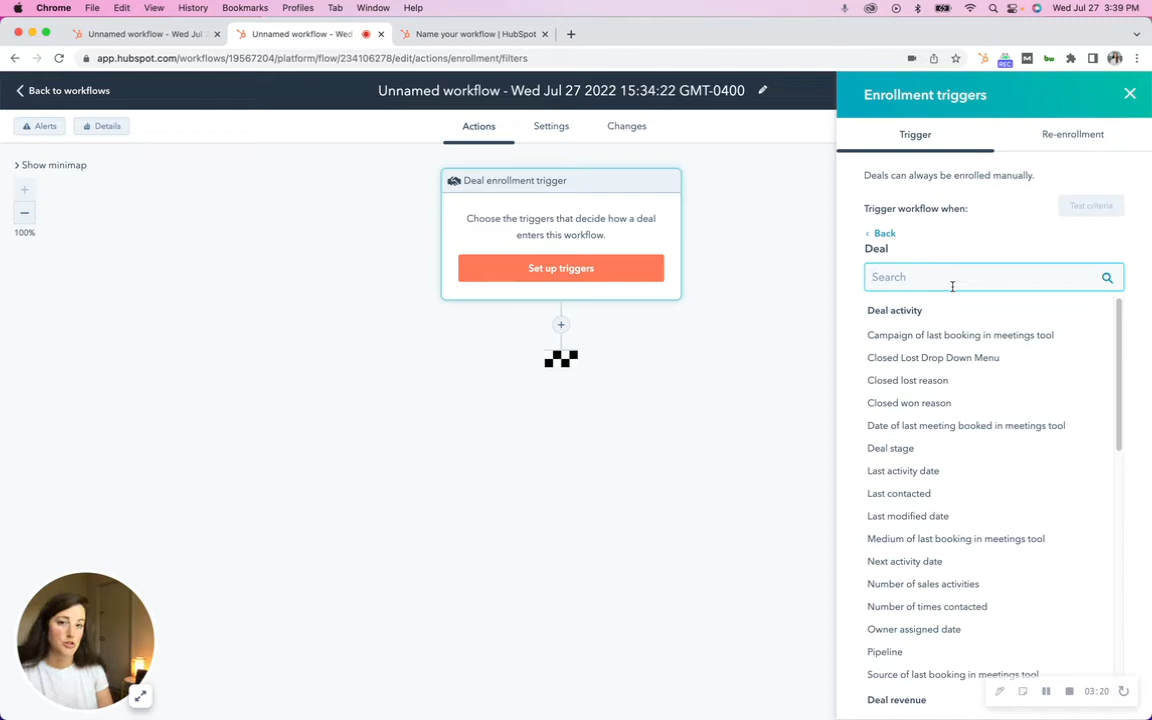 Chrome File Edit View History Bookmarks Profiles Tab Window Help Wed Jul 27 3:39 PM
Unnamed workflow - Wed Jul Unnamed workflow - Wed Name your workflow | HubSpot
app.hubspot.com/workflows/19567204/platform/flow/234106278/edit/actions/enrollment/filters
REC
Back to workflows
Unnamed workflow - Wed Jul 27 2022 15:34:22 GMT-0400
Alerts Details
Actions Settings Changes
Show minimap
100%
Deal enrollment trigger
Choose the triggers that decide how a deal
enters this workflow.
Set up triggers
Enrollment triggers
Trigger Re-enrollment
Deals can always be enrolled manually.
Trigger workflow when: Test criteria
Back
Deal
Search
Deal activity
Campaign of last booking in meetings tool
Closed Lost Drop Down Menu
Closed lost reason
Closed won reason
Date of last meeting booked in meetings tool
Deal stage
Last activity date
Last contacted
Last modified date
Medium of last booking in meetings tool
Next activity date
Number of sales activities
Number of times contacted
Owner assigned date
Pipeline
Source of last booking in meetings tool
03:20
Deal revenue